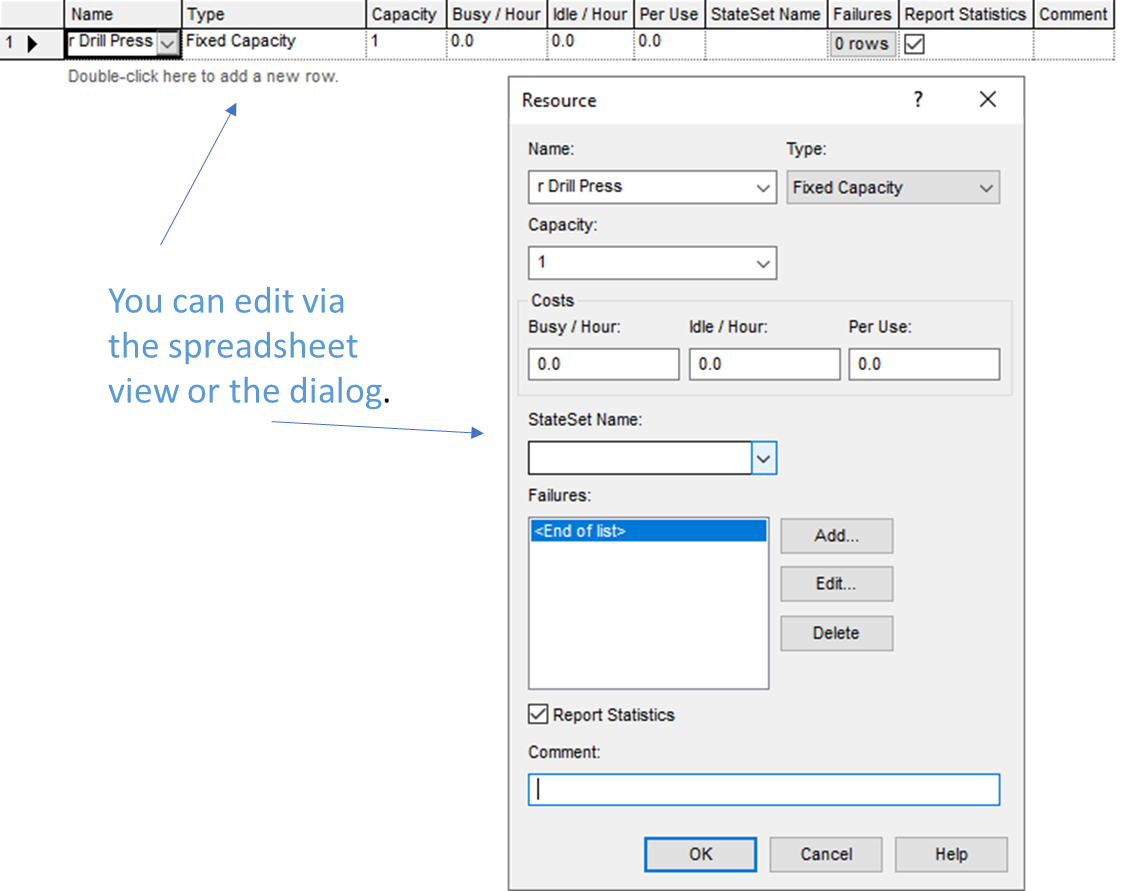 Name Type Capacity Busy / Hour Idle / Hour Per Use StateSet Name Failures Report Statistics Comment
1 r Drill Press Fixed Capacity 1 0.0 0.0 0.0 0 rows
Double-click here to add a new row.
You can edit via
the spreadsheet
view or the dialog.
Resource ?
Name: Type:
r Drill Press Fixed Capacity
Capacity:
1
Costs
Busy / Hour: Idle / Hour: Per Use:
0.0 0.0 0.0
StateSet Name:
Failures:
<End of list> Add...
Edit...
Delete
Report Statistics
Comment:
OK Cancel Help